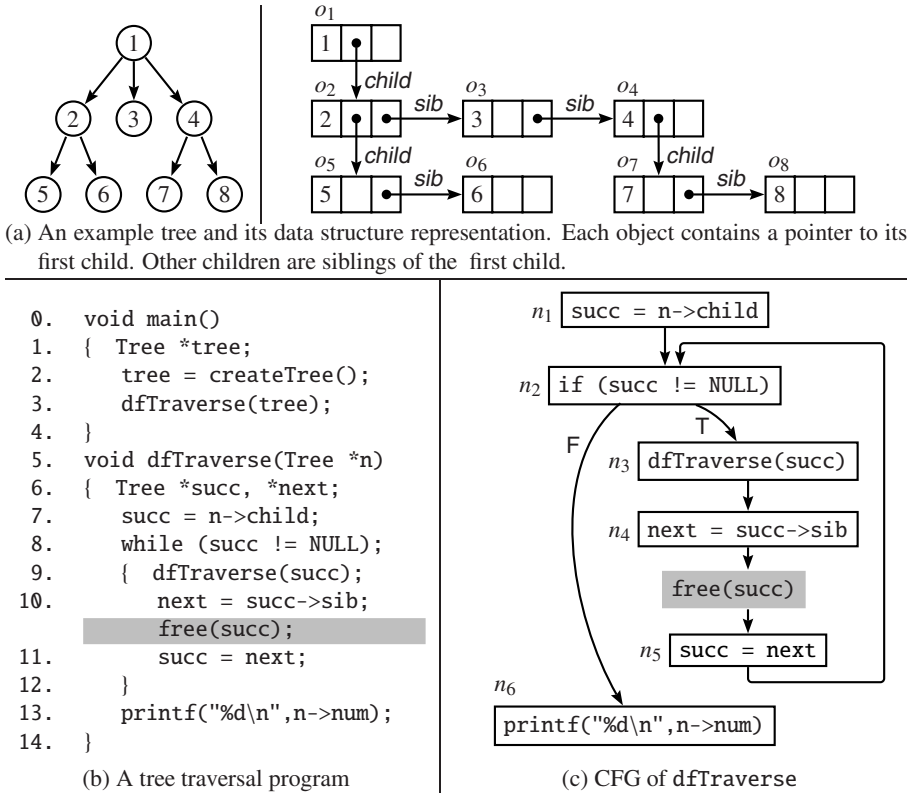 1
2 3 4
5 6 7 8
o1
1
child
o2 sib o3 sib o4
2 3 4
child child
o5 sib o6 o7 sib o8
5 6 7 8
(a) An example tree and its data structure representation. Each object contains a pointer to its
first child. Other children are siblings of the first child.
0. void main()
1. { Tree *tree;
2. tree = createTree();
3. dfTraverse(tree);
4. }
5. void dfTraverse(Tree *n)
6. { Tree *succ, *next;
7. succ = n->child;
8. while (succ != NULL);
9. { dfTraverse(succ);
10. next = succ->sib;
free(succ);
11. succ = next;
12. }
13. printf("%d\n",n->num);
14. }
(b) A tree traversal program
n1 succ = n->child
n2 if (succ != NULL)
F T
n3 dfTraverse(succ)
n4 next = succ->sib
free(succ)
n5 succ = next
n6
printf("%d\n",n->num)
(c) CFG of dfTraverse